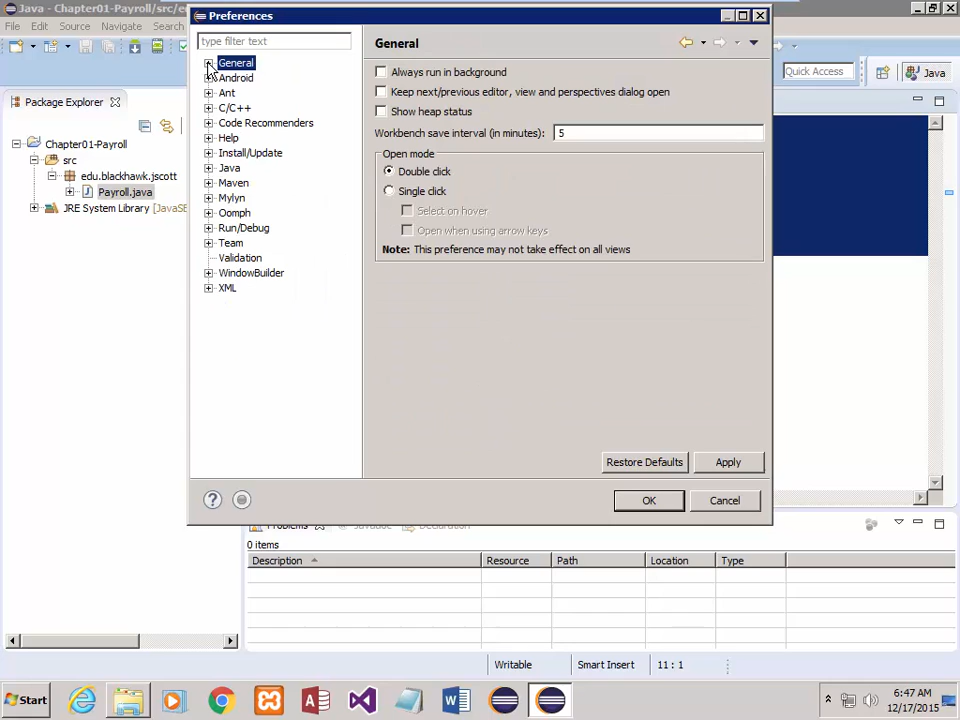 Java - Chapter01-Payroll/src/e
Preferences
File Edit Source Navigate Search
type filter text
General
Quick Access
Java
Package Explorer
Chapter01-Payroll
src
edu.blackhawk.jscott
Payroll.java
JRE System Library [JavaSE
General
Android
Ant
C/C++
Code Recommenders
Help
Install/Update
Java
Maven
Mylyn
Oomph
Run/Debug
Team
Validation
WindowBuilder
XML
Always run in background
Keep next/previous editor, view and perspectives dialog open
Show heap status
Workbench save interval (in minutes): 5
Open mode
Double click
Single click
Select on hover
Open when using arrow keys
Note: This preference may not take effect on all views
Restore Defaults Apply
OK Cancel
Problems Javadoc Declaration
0 items
Description Resource Path Location Type
Writable Smart Insert 11 : 1
Start
6:47 AM
12/17/2015